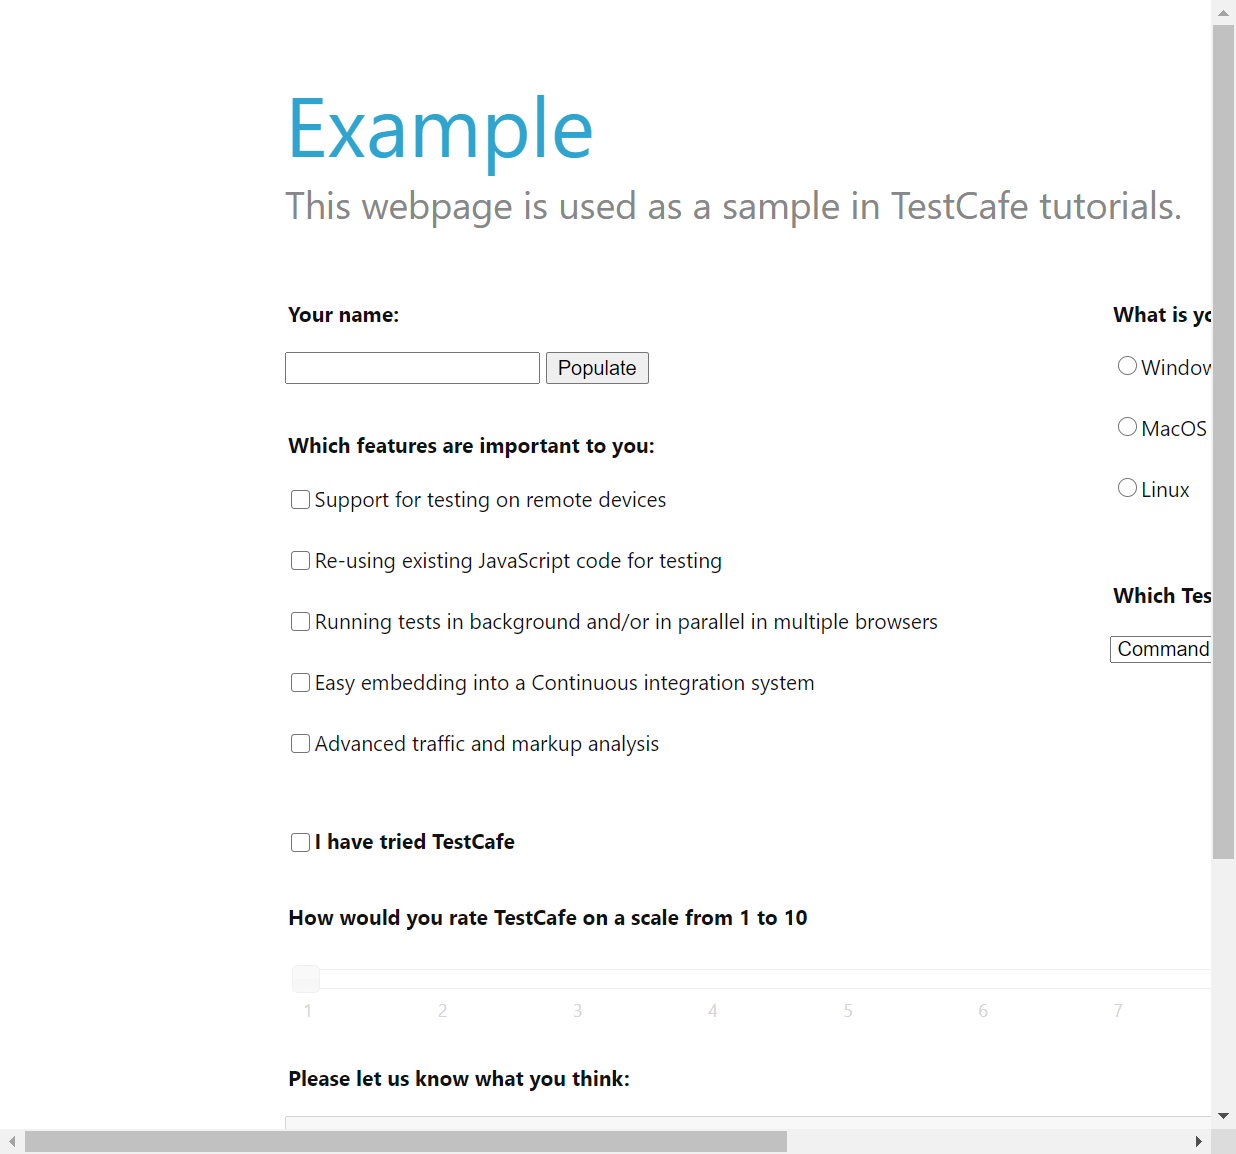 Example
This webpage is used as a sample in TestCafe tutorials.
Your name:
Populate
Which features are important to you:
Support for testing on remote devices
Re-using existing JavaScript code for testing
Running tests in background and/or in parallel in multiple browsers
Easy embedding into a Continuous integration system
Advanced traffic and markup analysis
I have tried TestCafe
What is
MacOS
Linux
Which
Command
How would you rate TestCafe on a scale from 1 to 10
1 2 3 4 5 6 7
Please let us know what you think: